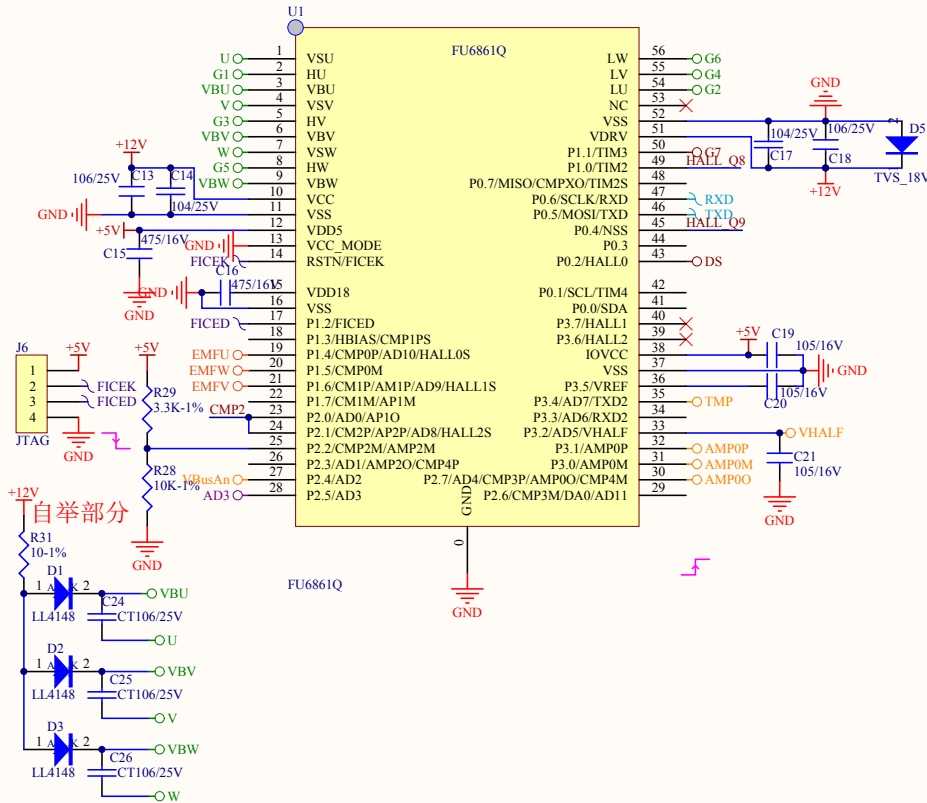 U1
FU6861Q
U 1 VSU
G1 2 HU
VBU 3 VBU
V 4 VSV
G3 5 HV
VBV 6 VBV
W 7 VSW
G5 8 HW
VBW 9 VBW
10 VCC
11 VSS
12 VDD5
13 VCC_MODE
FICEK 14 RSTN/FICEK
15 VDD18
16 VSS
FICED 17 P1.2/FICED
18 P1.3/HBIAS/CMP1PS
EMFU 19 P1.4/CMP0P/AD10/HALL0S
EMFW 20 P1.5/CMP0M
EMFV 21 P1.6/CM1P/AM1P/AD9/HALL1S
22 P1.7/CM1M/AP1M
CMP2 23 P2.0/AD0/AP1O
24 P2.1/CM2P/AP2P/AD8/HALL2S
25 P2.2/CMP2M/AMP2M
26 P2.3/AD1/AMP2O/CMP4P
VBusAn 27 P2.4/AD2
AD3 28 P2.5/AD3
LW 56 G6
LV 55 G4
LU 54 G2
NC 53
VSS 52
VDRV 51
P1.1/TIM3 50 G7
P1.0/TIM2 49 HALL_Q8
P0.7/MISO/CMPXO/TIM2S 48
P0.6/SCLK/RXD 47 RXD
P0.5/MOSI/TXD 46 TXD
P0.4/NSS 45 HALL_Q9
P0.3 44
P0.2/HALL0 43 DS
P0.1/SCL/TIM4 42
P0.0/SDA 41
P3.7/HALL1 40
P3.6/HALL2 39
IOVCC 38
VSS 37
P3.5/VREF 36
P3.4/AD7/TXD2 35 TMP
P3.3/AD6/RXD2 34
P3.2/AD5/VHALF 33 VHALF
P3.1/AMP0P 32 AMP0P
P3.0/AMP0M 31 AMP0M
P2.7/AD4/CMP3P/AMP0O/CMP4M 30 AMP0O
P2.6/CMP3M/DA0/AD11 29
GND
0
GND
FU6861Q
+12V
106/25V
C13
C14
104/25V
GND
+5V
475/16V
C15
GND
GND
C16
475/16V
GND
GND
104/25V
106/25V
C17
C18
+12V
2
D5
TVS_18V
+5V
C19
105/16V
GND
105/16V
C20
C21
105/16V
GND
J6
+5V
1
2 FICEK
3 FICED
4
JTAG
GND
+5V
R29
3.3K-1%
R28
10K-1%
GND
+12V
自举部分
R31
10-1%
D1
1 A K 2
LL4148
VBU
C24
CT106/25V
U
D2
1 A K 2
LL4148
VBV
C25
CT106/25V
V
D3
1 A K 2
LL4148
VBW
C26
CT106/25V
W